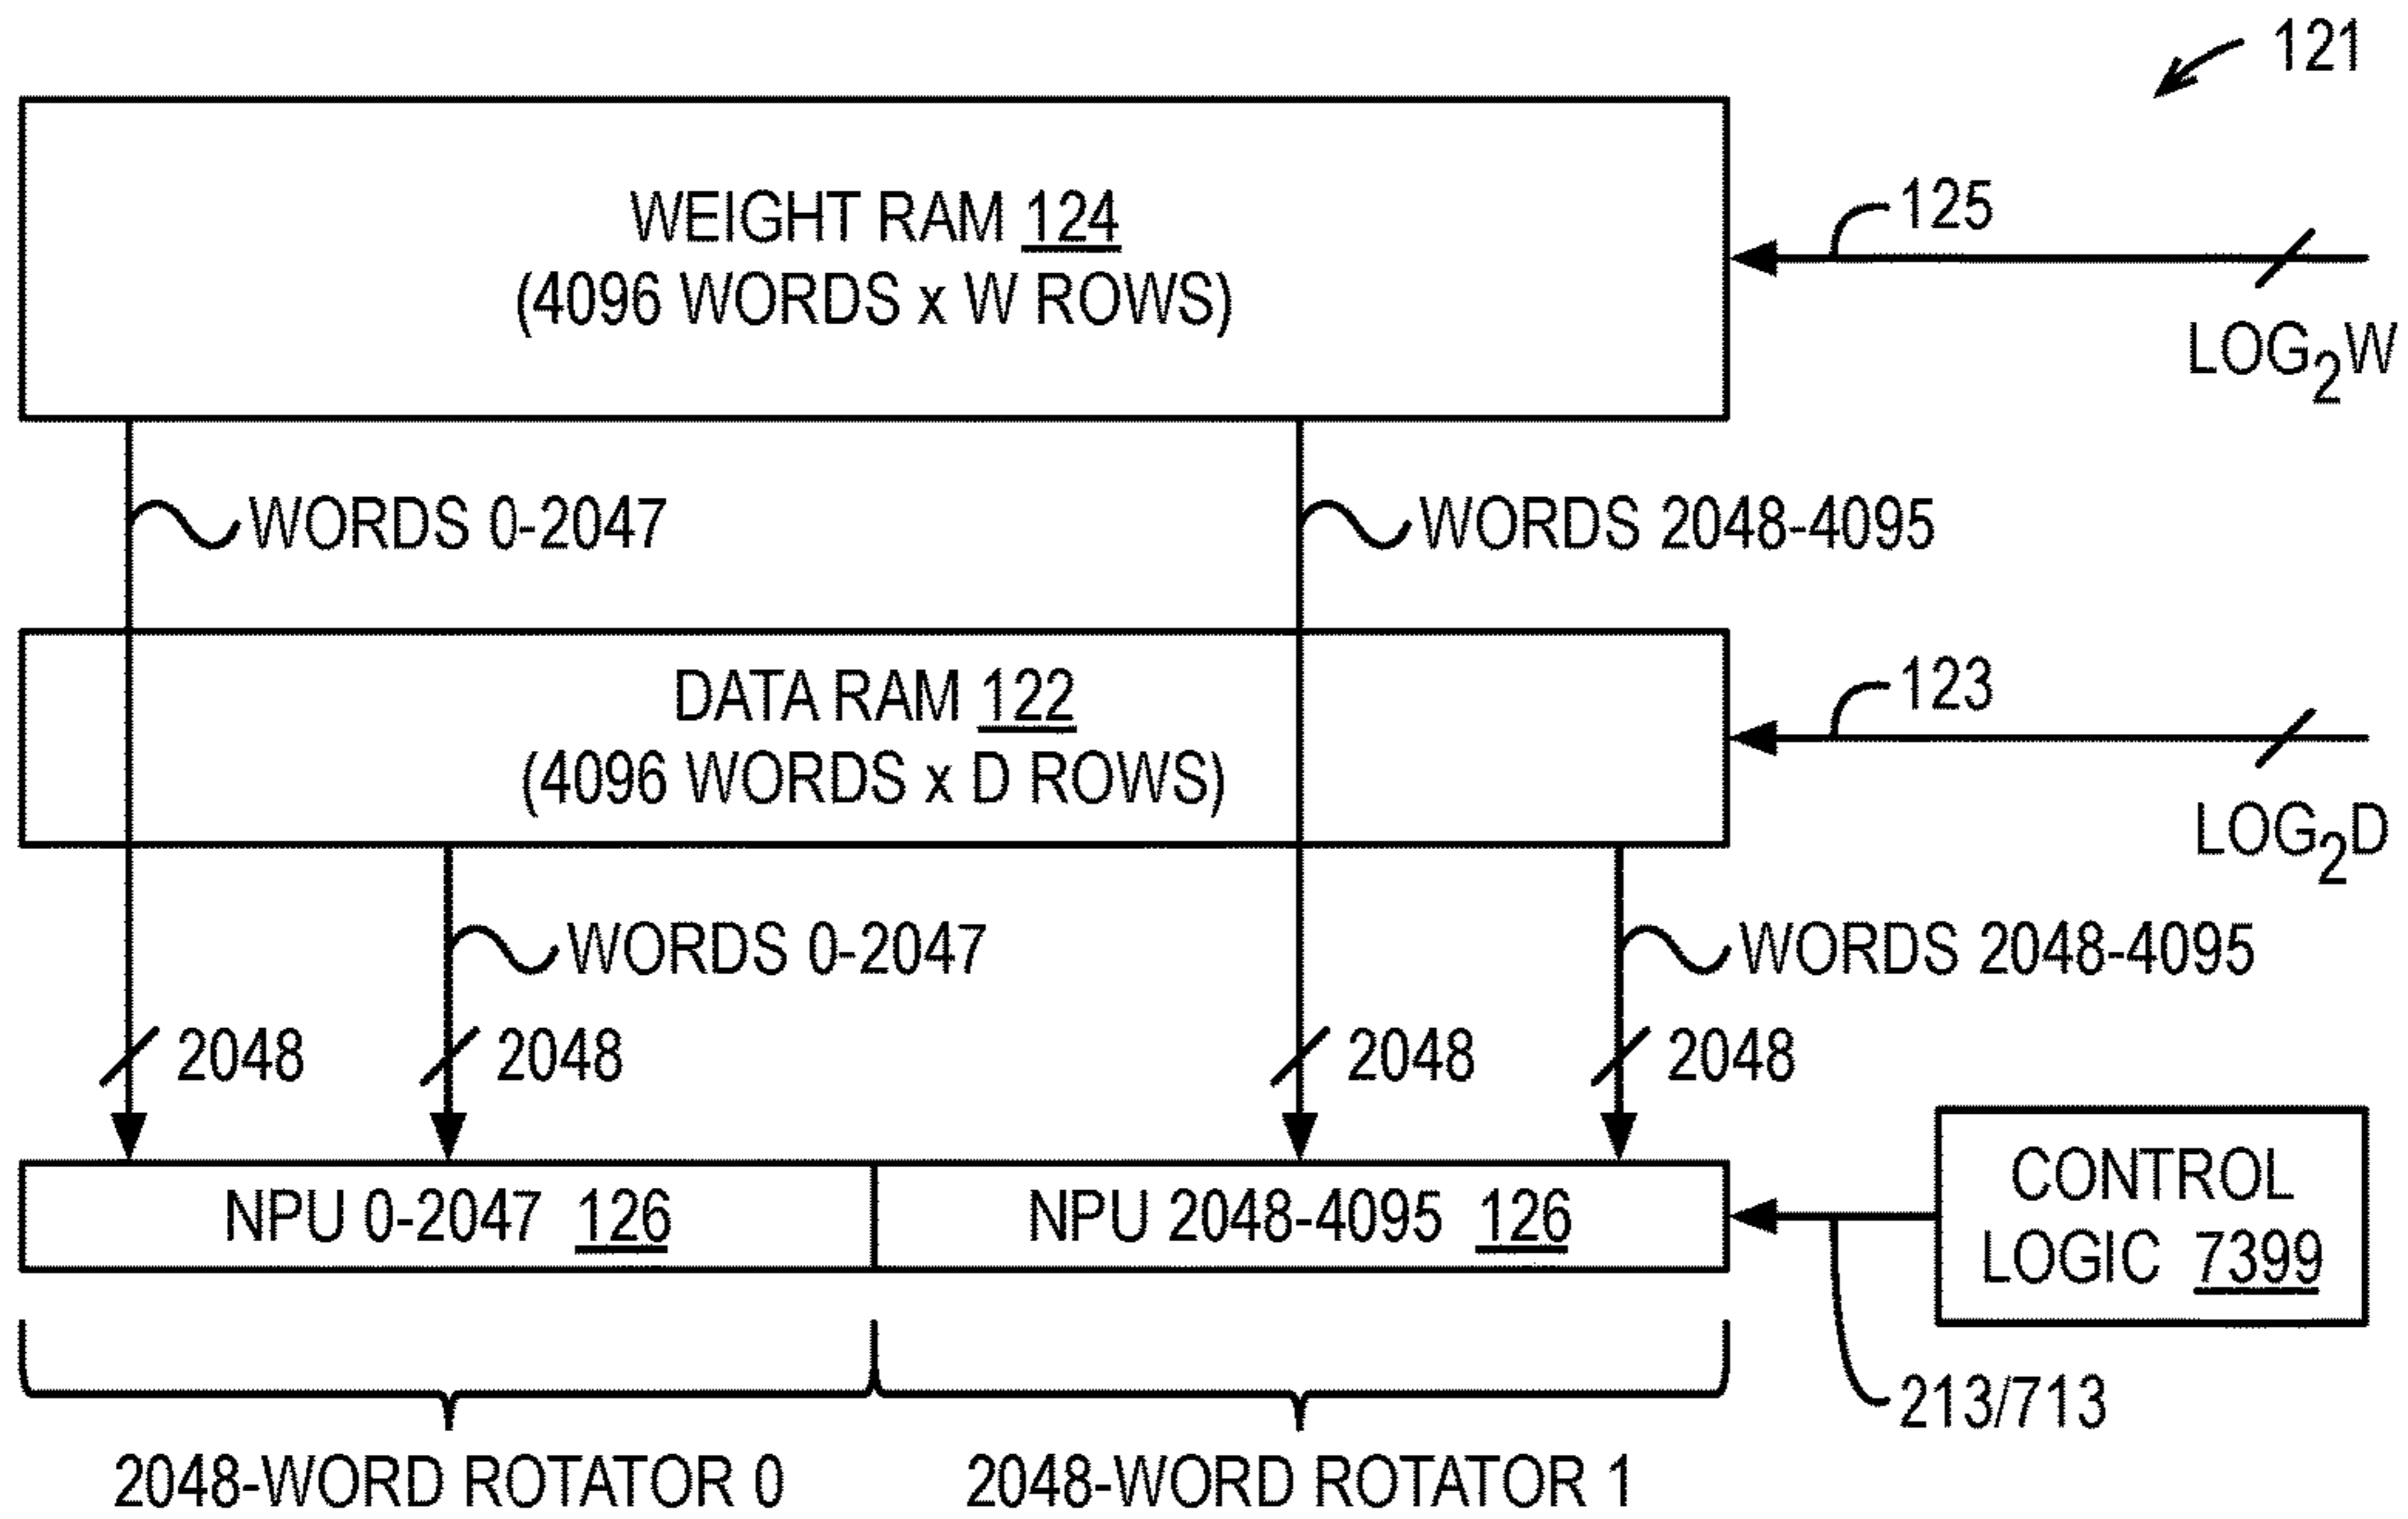 121
WEIGHT RAM 124
(4096 WORDS x W ROWS)
125
LOG2W
WORDS 0-2047
WORDS 2048-4095
DATA RAM 122
(4096 WORDS x D ROWS)
123
LOG2D
WORDS 0-2047
WORDS 2048-4095
2048
2048
2048
2048
NPU 0-2047 126
NPU 2048-4095 126
CONTROL
LOGIC 7399
213/713
2048-WORD ROTATOR 0
2048-WORD ROTATOR 1